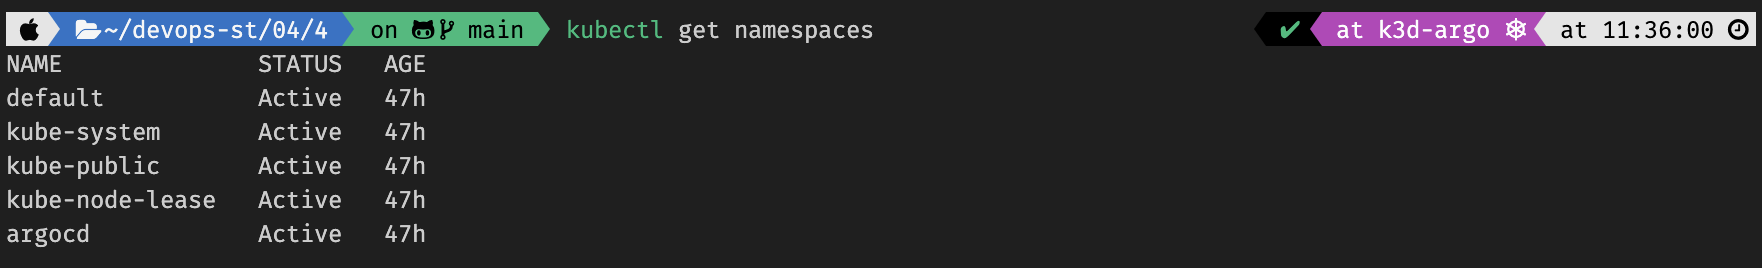 ~/devops-st/04/4 on main kubectl get namespaces ✔ at k3d-argo at 11:36:00
NAME STATUS AGE
default Active 47h
kube-system Active 47h
kube-public Active 47h
kube-node-lease Active 47h
argocd Active 47h